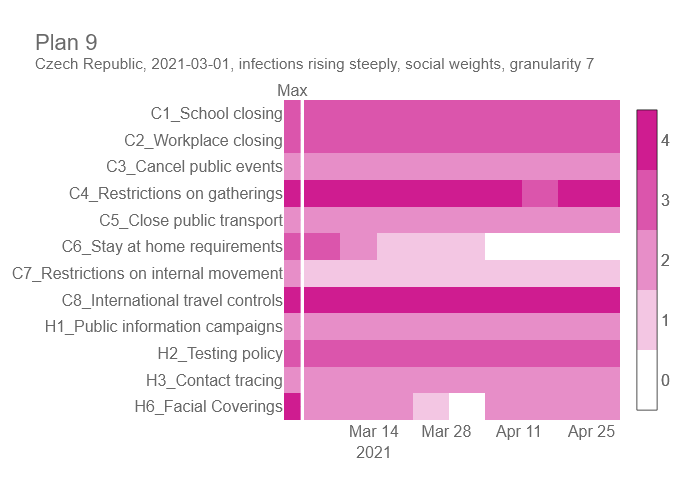 Plan 9
Czech Republic, 2021-03-01, infections rising steeply, social weights, granularity 7
Max
C1_School closing
C2_Workplace closing
C3_Cancel public events
C4_Restrictions on gatherings
C5_Close public transport
C6_Stay at home requirements
C7_Restrictions on internal movement
C8_International travel controls
H1_Public information campaigns
H2_Testing policy
H3_Contact tracing
H6_Facial Coverings
Mar 14 Mar 28 Apr 11 Apr 25
2021
4
3
2
1
0